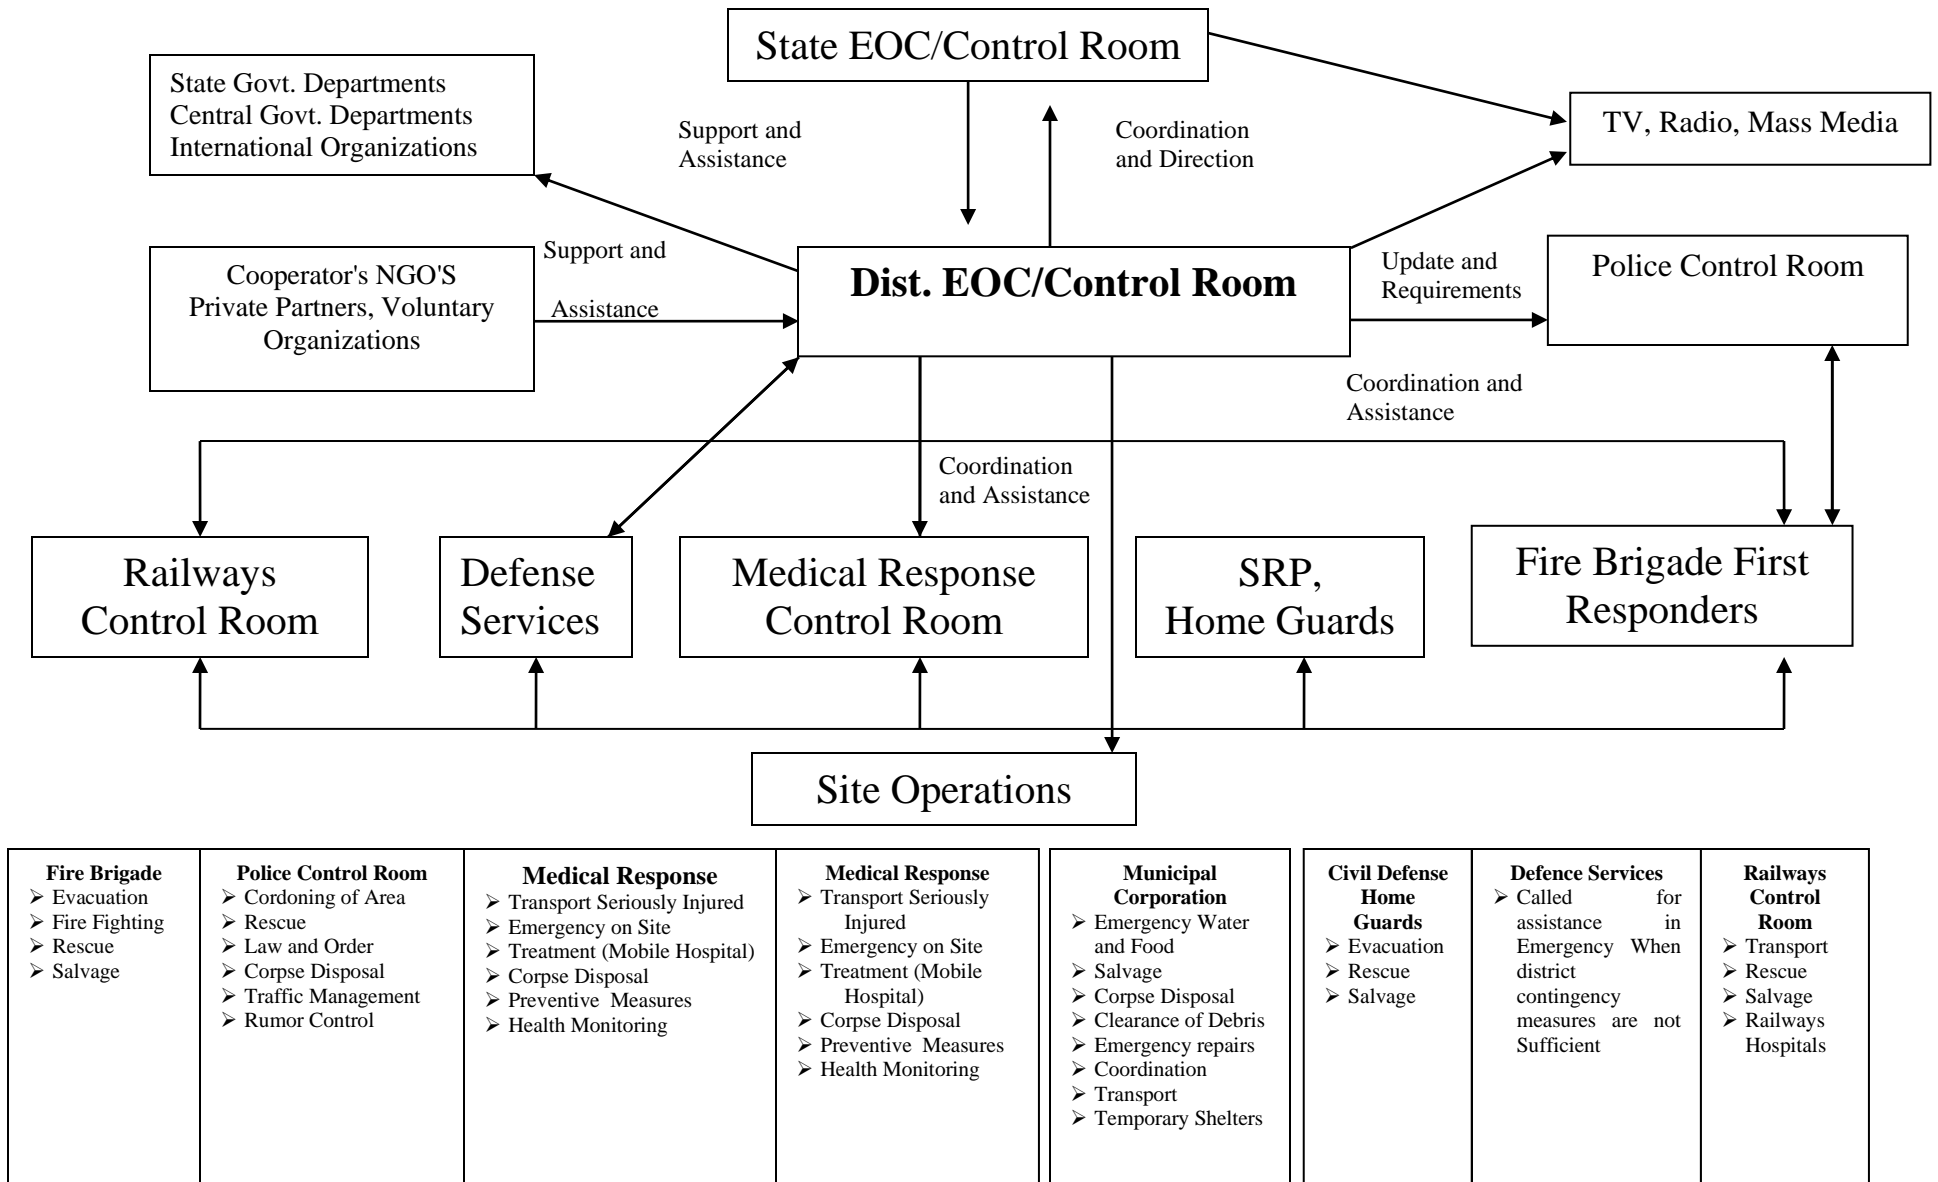 State EOC/Control Room
State Govt. Departments
Central Govt. Departments
International Organizations
Support and
Assistance
Coordination
and Direction
TV, Radio, Mass Media
Cooperator's NGO'S
Private Partners, Voluntary
Organizations
Support and
Assistance
Dist. EOC/Control Room
Update and
Requirements
Police Control Room
Coordination and
Assistance
Coordination
and Assistance
Railways
Control Room
Defense
Services
Medical Response
Control Room
SRP,
Home Guards
Fire Brigade First
Responders
Site Operations
Fire Brigade
➢ Evacuation
➢ Fire Fighting
➢ Rescue
➢ Salvage
Police Control Room
➢ Cordoning of Area
➢ Rescue
➢ Law and Order
➢ Corpse Disposal
➢ Traffic Management
➢ Rumor Control
Medical Response
➢ Transport Seriously Injured
➢ Emergency on Site
➢ Treatment (Mobile Hospital)
➢ Corpse Disposal
➢ Preventive Measures
➢ Health Monitoring
Medical Response
➢ Transport Seriously
Injured
➢ Emergency on Site
➢ Treatment (Mobile
Hospital)
➢ Corpse Disposal
➢ Preventive Measures
➢ Health Monitoring
Municipal
Corporation
➢ Emergency Water
and Food
➢ Salvage
➢ Corpse Disposal
➢ Clearance of Debris
➢ Emergency repairs
➢ Coordination
➢ Transport
➢ Temporary Shelters
Civil Defense
Home
Guards
➢ Evacuation
➢ Rescue
➢ Salvage
Defence Services
➢ Called for
assistance in
Emergency When
district
contingency
measures are not
Sufficient
Railways
Control
Room
➢ Transport
➢ Rescue
➢ Salvage
➢ Railways
Hospitals